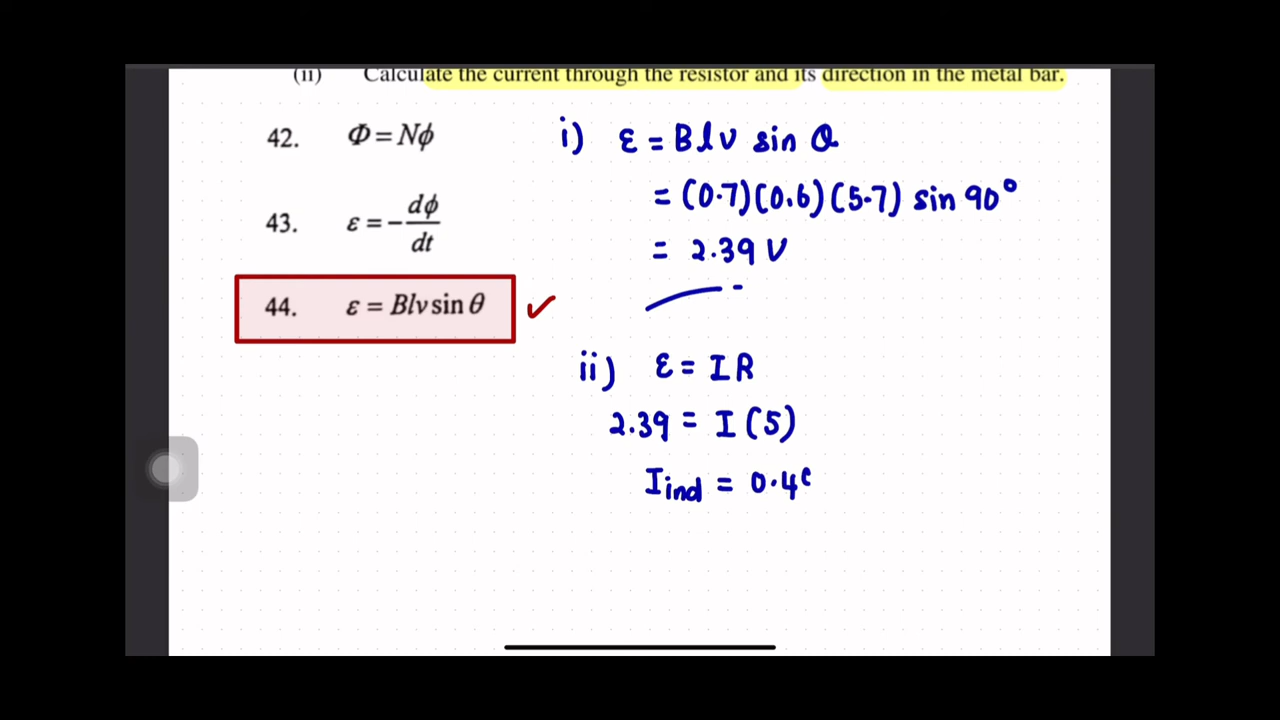 (ii) Calculate the current through the resistor and its direction in the metal bar.
42. Φ = Nϕ
43. ε = − dϕ/dt
44. ε = Blv sin θ ✓
i) ε = Blv sin θ
= (0.7)(0.6)(5.7) sin 90°
= 2.39 V
ii) ε = IR
2.39 = I(5)
I ind = 0.4